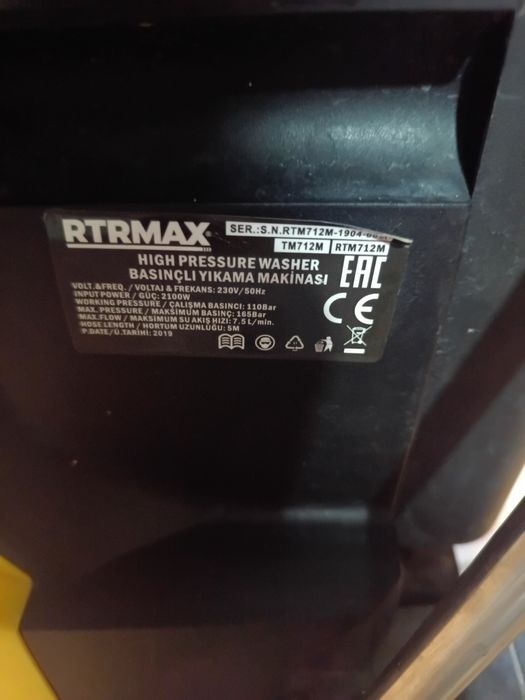 RTRMAX
SER.:S.N.RTM712M-1904-
TM712M RTM712M
HIGH PRESSURE WASHER
BASINÇLI YIKAMA MAKİNASI
EAC
CE
VOLT.&FREQ. / VOLTAJ & FREKANS: 230V/50Hz
INPUT POWER / GÜÇ: 2100W
WORKING PRESSURE / ÇALIŞMA BASINCI: 110Bar
MAX. PRESSURE / MAKSİMUM BASINÇ: 165Bar
MAX.FLOW / MAKSİMUM SU AKIŞ HIZI: 7.5 L/min.
HOSE LENGTH / HORTUM UZUNLUĞU: 5M
P.DATE/Ü.TARİHİ: 2019